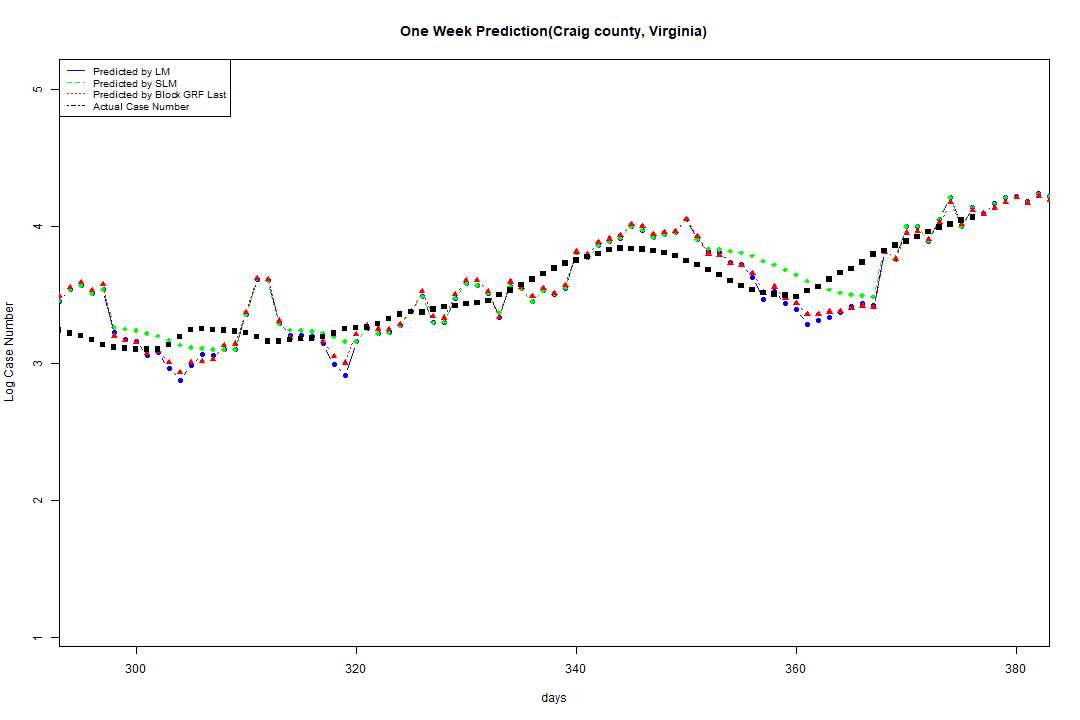 One Week Prediction(Craig county, Virginia)
Predicted by LM
Predicted by SLM
Predicted by Block GRF Last
Actual Case Number
5
4
3
2
1
Log Case Number
300 320 340 360 380
days